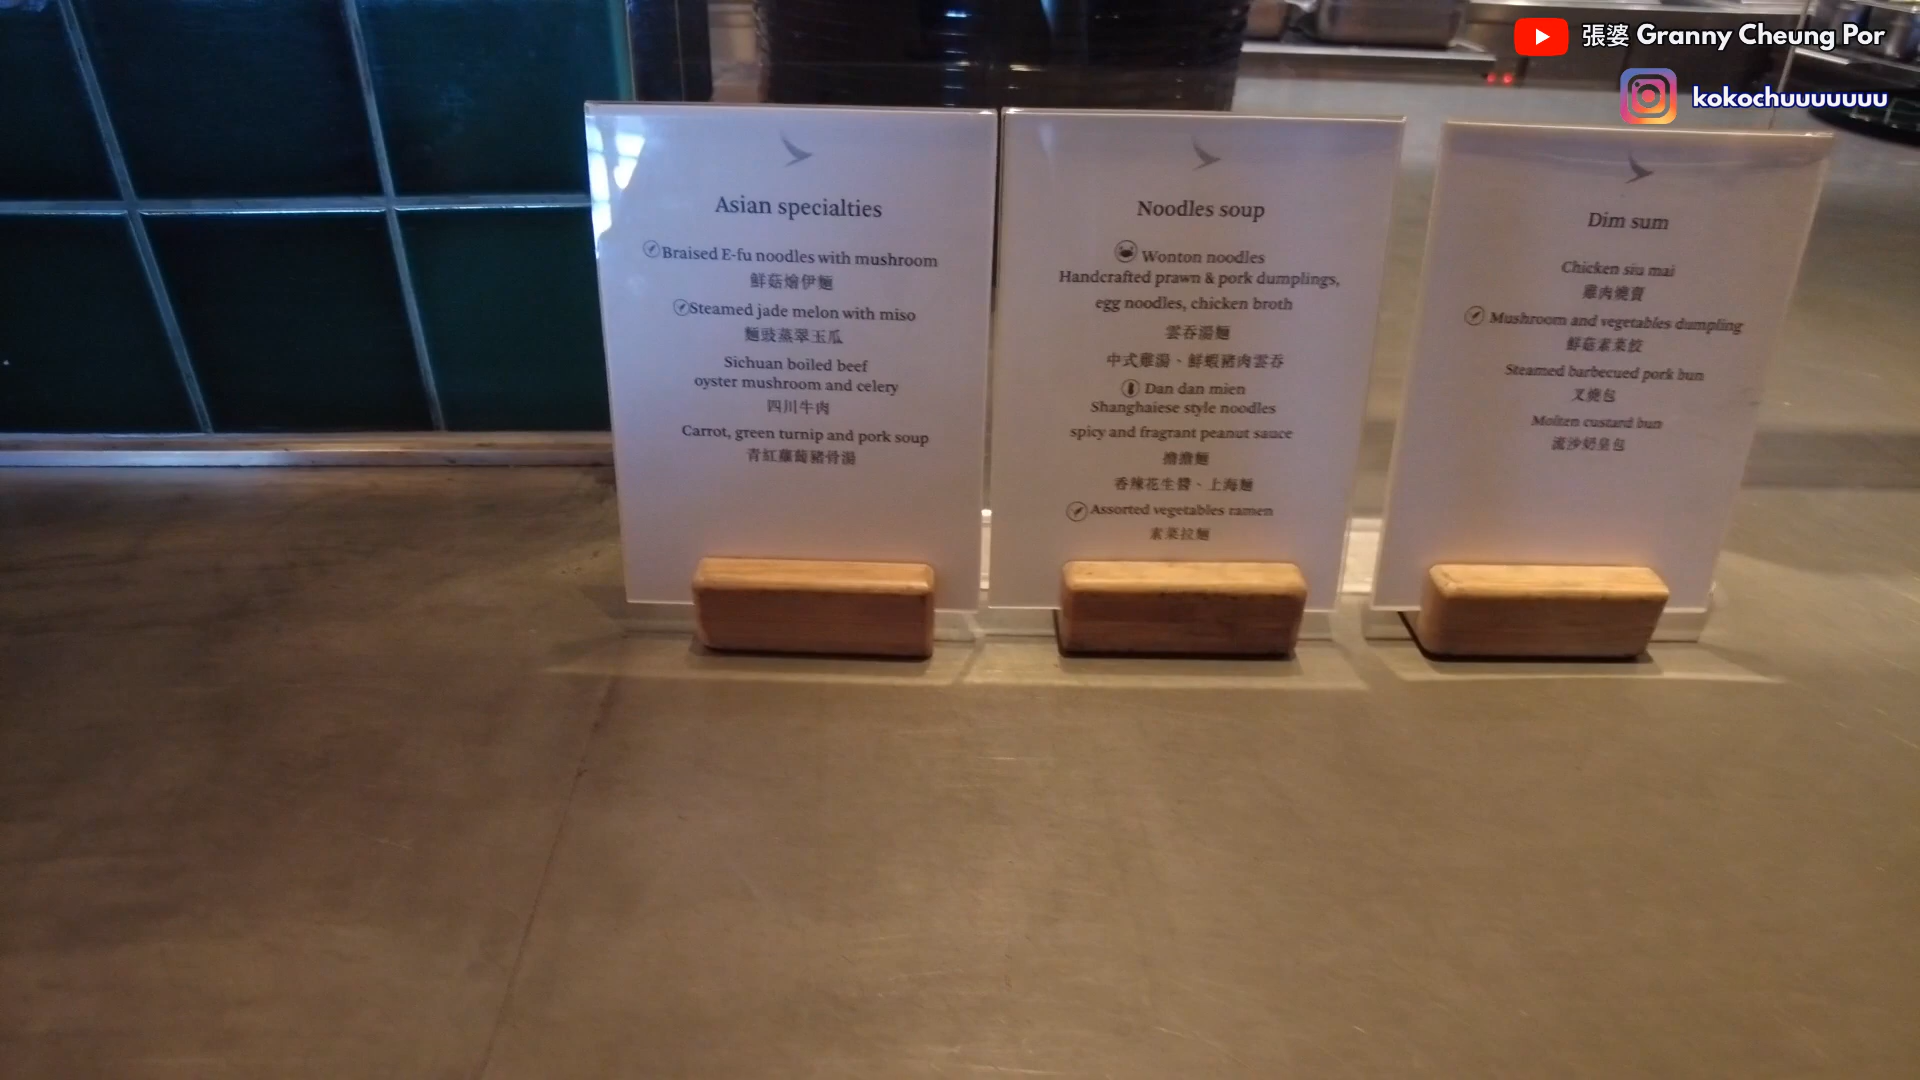 張婆 Granny Cheung Por
kokochuuuuuuu
Asian specialties
Braised E-fu noodles with mushroom
鮮菇燴伊麵
Steamed jade melon with miso
麵豉蒸翠玉瓜
Sichuan boiled beef
oyster mushroom and celery
四川牛肉
Carrot, green turnip and pork soup
青紅蘿蔔豬骨湯
Noodles soup
Wonton noodles
Handcrafted prawn & pork dumplings,
egg noodles, chicken broth
雲吞湯麵
中式雞湯、鮮蝦豬肉雲吞
Dan dan mien
Shanghaiese style noodles
spicy and fragrant peanut sauce
擔擔麵
香辣花生醬、上海麵
Assorted vegetables ramen
素菜拉麵
Dim sum
Chicken siu mai
雞肉燒賣
Mushroom and vegetables dumpling
鮮菇素菜餃
Steamed barbecued pork bun
叉燒包
Molten custard bun
流沙奶皇包